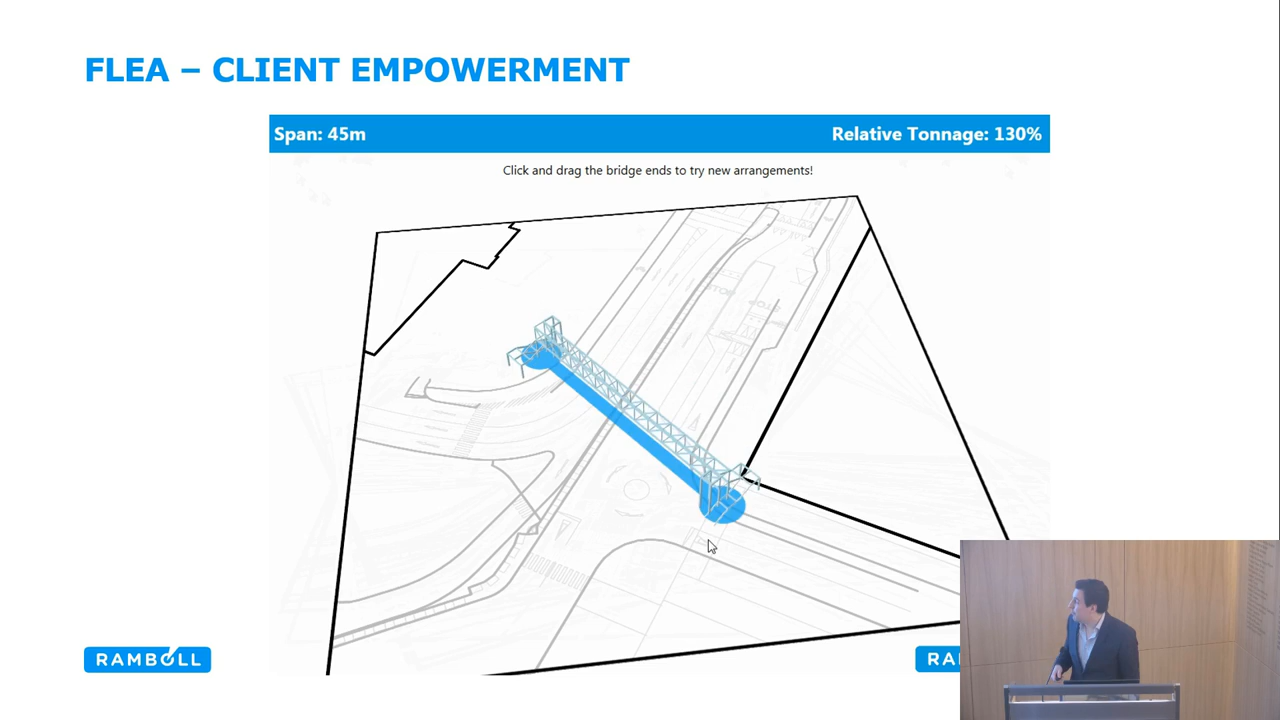 FLEA – CLIENT EMPOWERMENT
Span: 45m
Relative Tonnage: 130%
Click and drag the bridge ends to try new arrangements!
RAMBOLL
RA